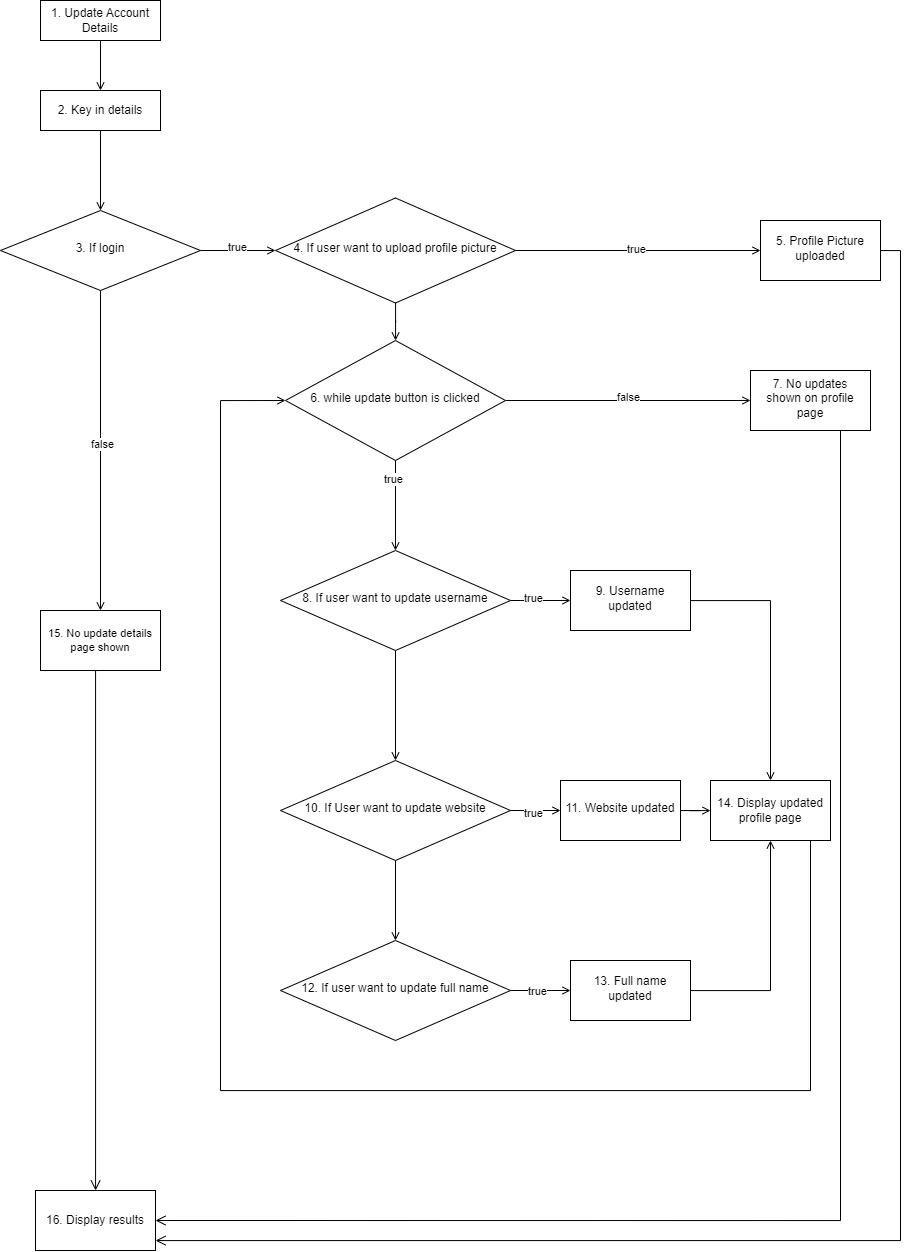 1. Update Account
Details
2. Key in details
3. If login
true
4. If user want to upload profile picture
true
5. Profile Picture
uploaded
6. while update button is clicked
false
7. No updates
shown on profile
page
false
true
8. If user want to update username
true
9. Username
updated
15. No update details
page shown
10. If User want to update website
true
11. Website updated
14. Display updated
profile page
12. If user want to update full name
true
13. Full name
updated
16. Display results